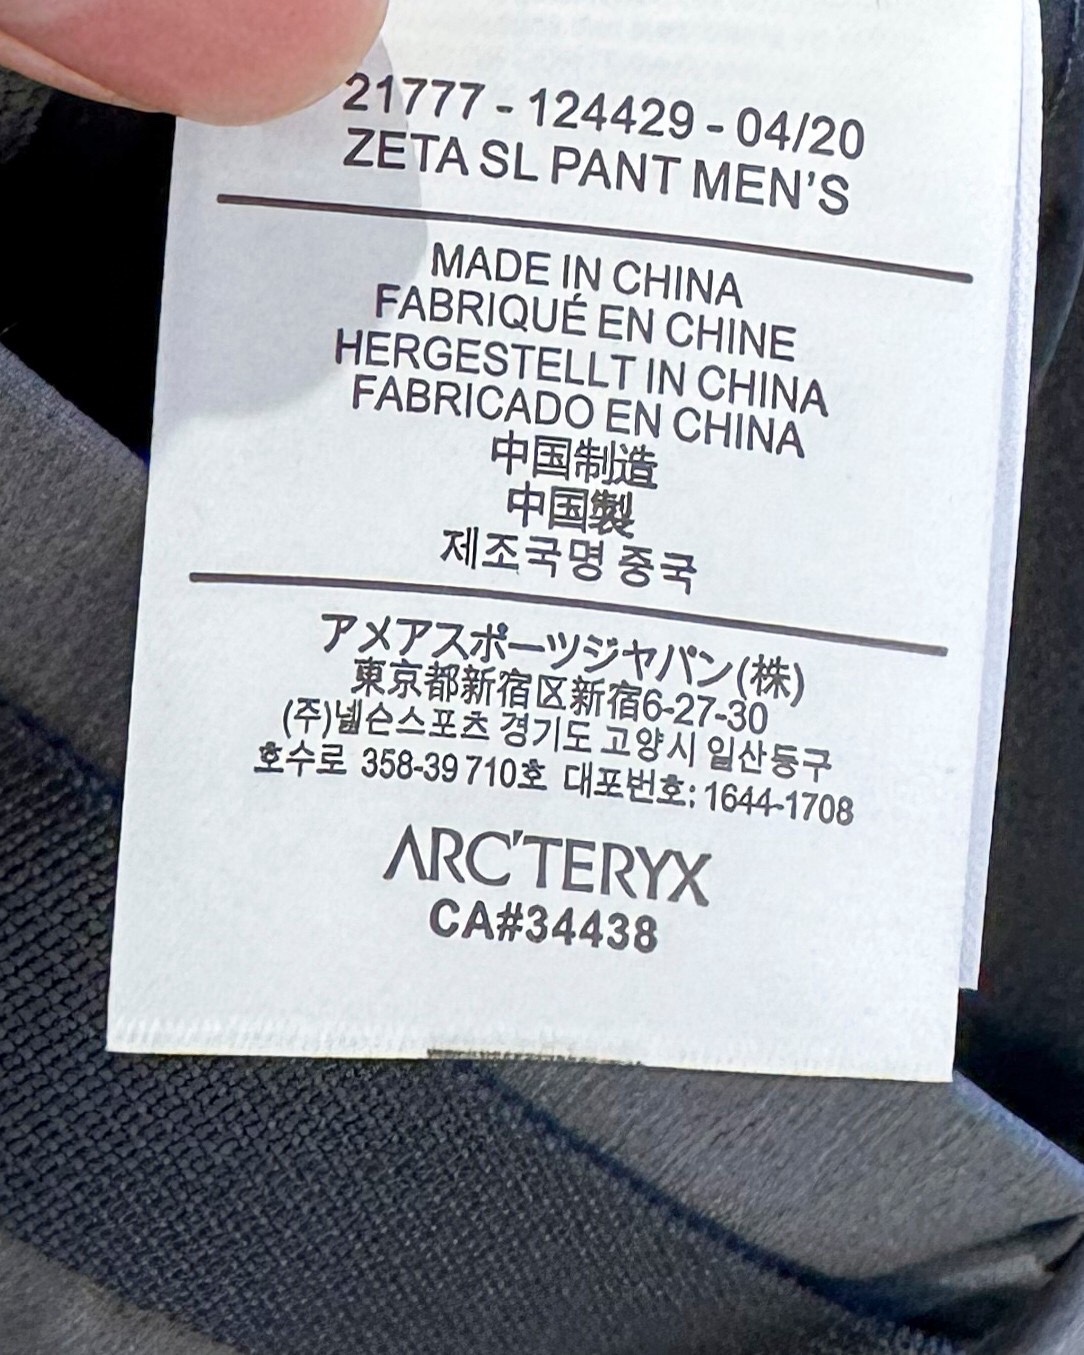 21777 - 124429 - 04/20
ZETA SL PANT MEN'S
MADE IN CHINA
FABRIQUÉ EN CHINE
HERGESTELLT IN CHINA
FABRICADO EN CHINA
中国制造
中国製
제조국명 중국
アメアスポーツジャパン(株)
東京都新宿区新宿6-27-30
(주)넬슨스포츠 경기도 고양시 일산동구
호수로 358-39 710호 대포번호: 1644-1708
ARC'TERYX
CA#34438